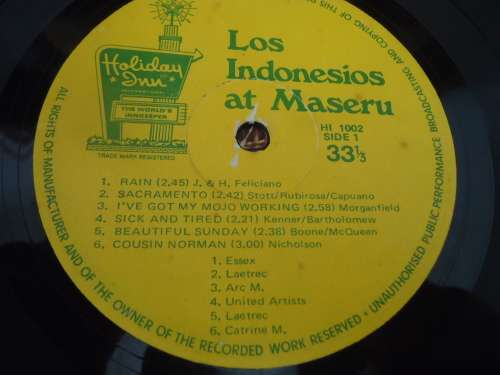 Holiday
Inn
INTERNATIONAL
THE WORLD'S
INNKEEPER
TRADE MARK REGISTERED
Los
Indonesios
at Maseru
HI 1002
SIDE 1
33⅓
1. RAIN (2.45) J. & H. Feliciano
2. SACRAMENTO (2.42) Stott/Rubirosa/Capuano
3. I'VE GOT MY MOJO WORKING (2.58) Morganfield
4. SICK AND TIRED (2.21) Kenner/Bartholomew
5. BEAUTIFUL SUNDAY (2.38) Boone/McQueen
6. COUSIN NORMAN (3.00) Nicholson
1. Essex
2. Laetrec
3. Arc M.
4. United Artists
5. Laetrec
6. Catrine M.
ALL RIGHTS OF MANUFACTURER AND OF THE OWNER OF THE RECORDED WORK RESERVED • UNAUTHORISED PUBLIC PERFORMANCE BROADCASTING AND COPYING OF THIS